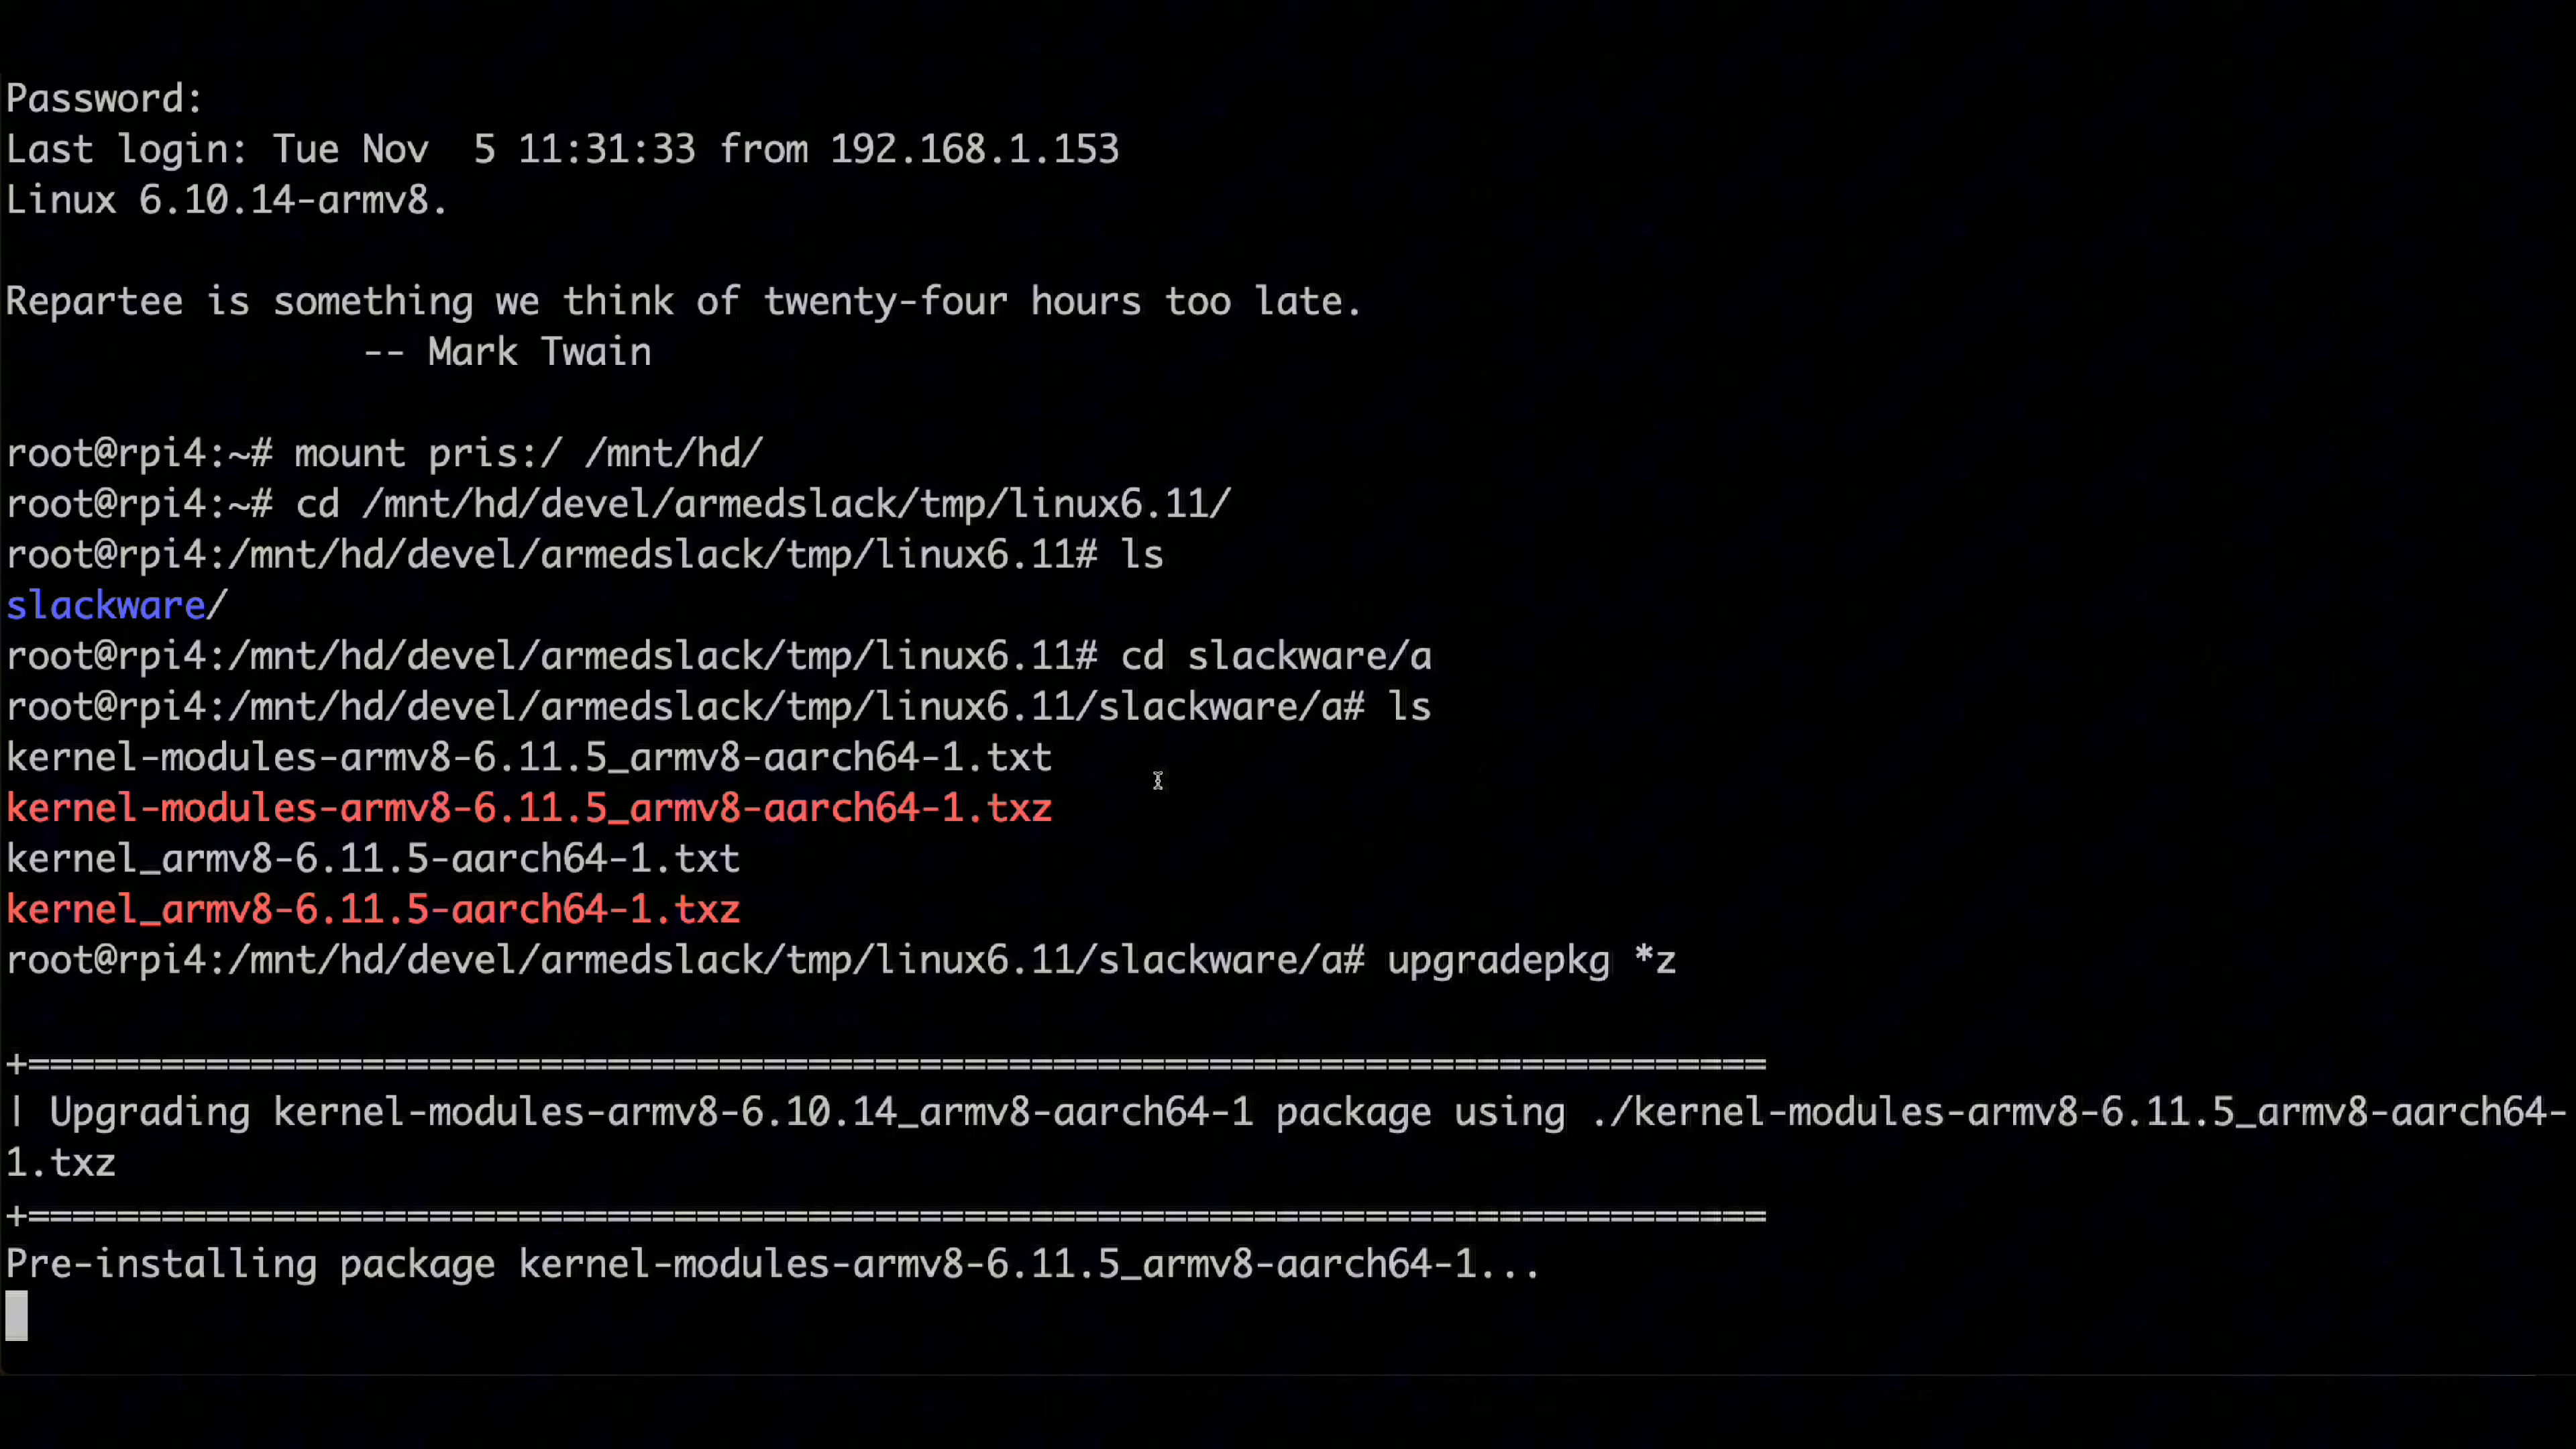 Password:
Last login: Tue Nov  5 11:31:33 from 192.168.1.153
Linux 6.10.14-armv8.
Repartee is something we think of twenty-four hours too late.
                -- Mark Twain
root@rpi4:~# mount pris:/ /mnt/hd/
root@rpi4:~# cd /mnt/hd/devel/armedslack/tmp/linux6.11/
root@rpi4:/mnt/hd/devel/armedslack/tmp/linux6.11# ls
slackware/
root@rpi4:/mnt/hd/devel/armedslack/tmp/linux6.11# cd slackware/a
root@rpi4:/mnt/hd/devel/armedslack/tmp/linux6.11/slackware/a# ls
kernel-modules-armv8-6.11.5_armv8-aarch64-1.txt
kernel-modules-armv8-6.11.5_armv8-aarch64-1.txz
kernel_armv8-6.11.5-aarch64-1.txt
kernel_armv8-6.11.5-aarch64-1.txz
root@rpi4:/mnt/hd/devel/armedslack/tmp/linux6.11/slackware/a# upgradepkg *z
+==============================================================================
| Upgrading kernel-modules-armv8-6.10.14_armv8-aarch64-1 package using ./kernel-modules-armv8-6.11.5_armv8-aarch64-
1.txz
+==============================================================================
Pre-installing package kernel-modules-armv8-6.11.5_armv8-aarch64-1...